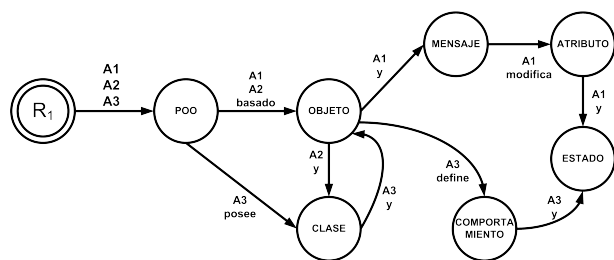 R1
A1
A2
A3
POO
A1
A2
basado
OBJETO
A1
y
MENSAJE
A1
modifica
ATRIBUTO
A1
y
ESTADO
A2
y
A3
y
A3
define
A3
posee
CLASE
COMPORTA
MIENTO
A3
y